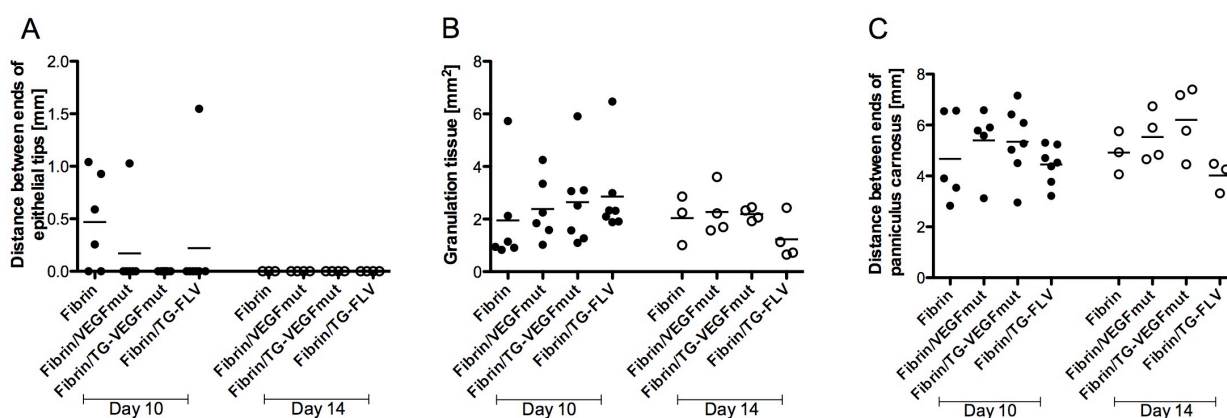 A
Distance between ends of
epithelial tips [mm]
2.0
1.5
1.0
0.5
0.0
Fibrin
Fibrin/VEGFmut
Fibrin/TG-VEGFmut
Fibrin/TG-FLV
Fibrin
Fibrin/VEGFmut
Fibrin/TG-VEGFmut
Fibrin/TG-FLV
Day 10
Day 14
B
Granulation tissue [mm²]
8
6
4
2
0
Fibrin
Fibrin/VEGFmut
Fibrin/TG-VEGFmut
Fibrin/TG-FLV
Fibrin
Fibrin/VEGFmut
Fibrin/TG-VEGFmut
Fibrin/TG-FLV
Day 10
Day 14
C
Distance between ends of
panniculus carnosus [mm]
8
6
4
2
0
Fibrin
Fibrin/VEGFmut
Fibrin/TG-VEGFmut
Fibrin/TG-FLV
Fibrin
Fibrin/VEGFmut
Fibrin/TG-VEGFmut
Fibrin/TG-FLV
Day 10
Day 14